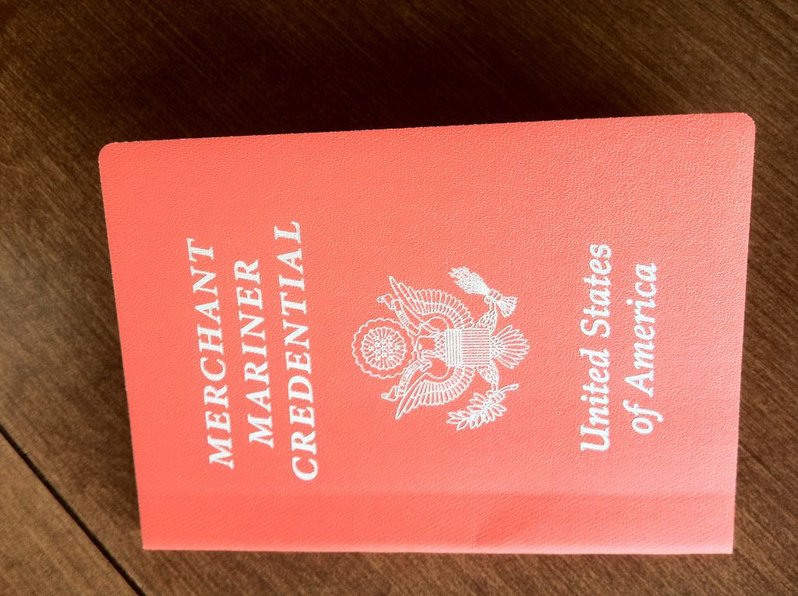 MERCHANT
MARINER
CREDENTIAL
United States
of America